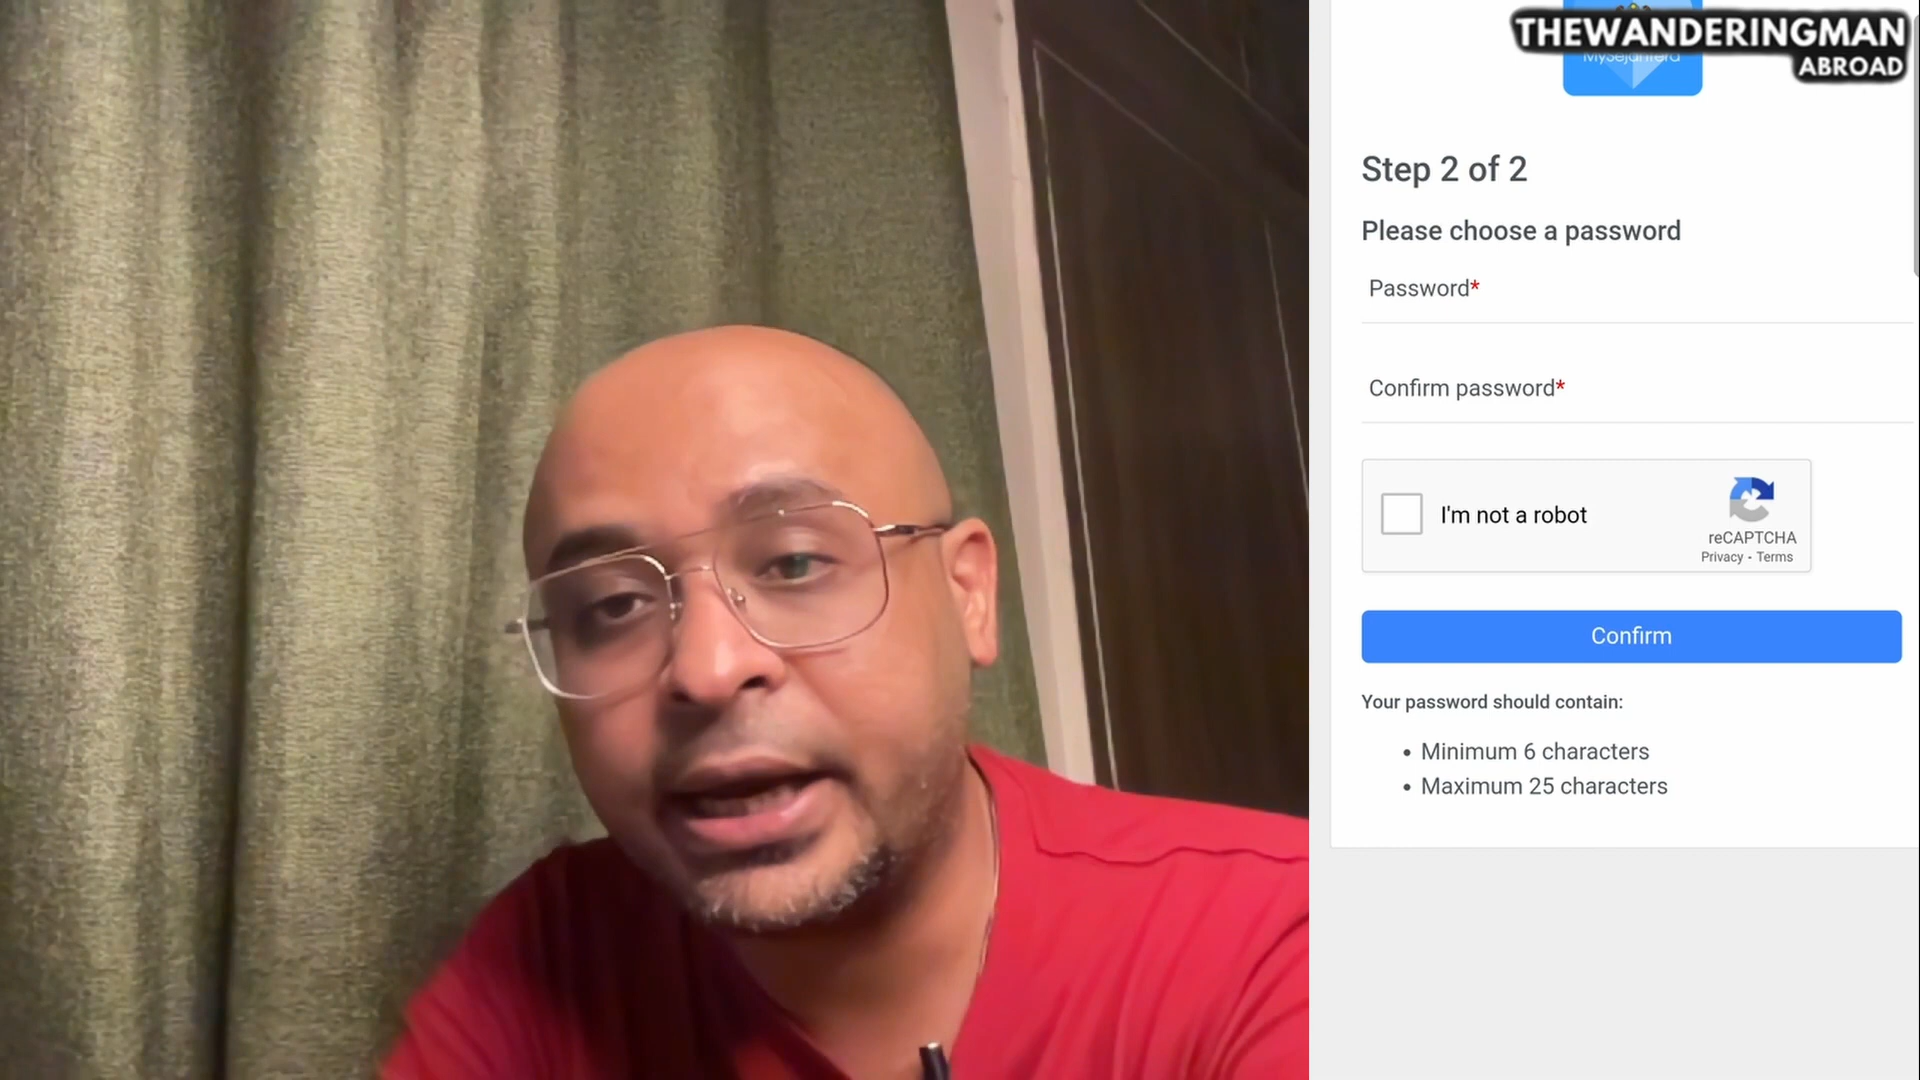 THEWANDERINGMAN
ABROAD
MySejahtera
Step 2 of 2
Please choose a password
Password*
Confirm password*
I'm not a robot
reCAPTCHA
Privacy - Terms
Confirm
Your password should contain:
• Minimum 6 characters
• Maximum 25 characters